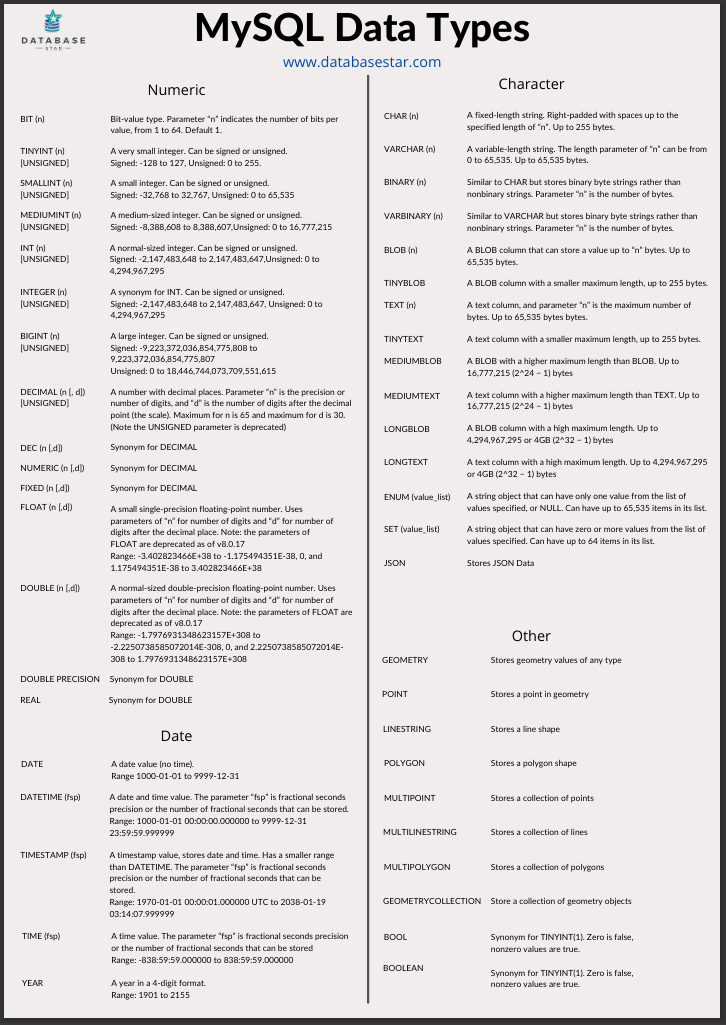 DATABASE
STAR
MySQL Data Types
www.databasestar.com
Numeric
BIT (n)
Bit-value type. Parameter “n” indicates the number of bits per
value, from 1 to 64. Default 1.
TINYINT (n)
[UNSIGNED]
A very small integer. Can be signed or unsigned.
Signed: -128 to 127, Unsigned: 0 to 255.
SMALLINT (n)
[UNSIGNED]
A small integer. Can be signed or unsigned.
Signed: -32,768 to 32,767, Unsigned: 0 to 65,535
MEDIUMINT (n)
[UNSIGNED]
A medium-sized integer. Can be signed or unsigned.
Signed: -8,388,608 to 8,388,607,Unsigned: 0 to 16,777,215
INT (n)
[UNSIGNED]
A normal-sized integer. Can be signed or unsigned.
Signed: -2,147,483,648 to 2,147,483,647,Unsigned: 0 to
4,294,967,295
INTEGER (n)
[UNSIGNED]
A synonym for INT. Can be signed or unsigned.
Signed: -2,147,483,648 to 2,147,483,647, Unsigned: 0 to
4,294,967,295
BIGINT (n)
[UNSIGNED]
A large integer. Can be signed or unsigned.
Signed: -9,223,372,036,854,775,808 to
9,223,372,036,854,775,807
Unsigned: 0 to 18,446,744,073,709,551,615
DECIMAL (n [, d])
[UNSIGNED]
A number with decimal places. Parameter “n” is the precision or
number of digits, and “d” is the number of digits after the decimal
point (the scale). Maximum for n is 65 and maximum for d is 30.
(Note the UNSIGNED parameter is deprecated)
DEC (n [,d])
Synonym for DECIMAL
NUMERIC (n [,d])
Synonym for DECIMAL
FIXED (n [,d])
Synonym for DECIMAL
FLOAT (n [,d])
A small single-precision floating-point number. Uses
parameters of “n” for number of digits and “d” for number of
digits after the decimal place. Note: the parameters of
FLOAT are deprecated as of v8.0.17
Range: -3.402823466E+38 to -1.175494351E-38, 0, and
1.175494351E-38 to 3.402823466E+38
DOUBLE (n [,d])
A normal-sized double-precision floating-point number. Uses
parameters of “n” for number of digits and “d” for number of
digits after the decimal place. Note: the parameters of FLOAT are
deprecated as of v8.0.17
Range: -1.7976931348623157E+308 to
-2.2250738585072014E-308, 0, and 2.2250738585072014E-
308 to 1.7976931348623157E+308
DOUBLE PRECISION
Synonym for DOUBLE
REAL
Synonym for DOUBLE
Date
DATE
A date value (no time).
Range 1000-01-01 to 9999-12-31
DATETIME (fsp)
A date and time value. The parameter “fsp” is fractional seconds
precision or the number of fractional seconds that can be stored.
Range: 1000-01-01 00:00:00.000000 to 9999-12-31
23:59:59.999999
TIMESTAMP (fsp)
A timestamp value, stores date and time. Has a smaller range
than DATETIME. The parameter “fsp” is fractional seconds
precision or the number of fractional seconds that can be
stored.
Range: 1970-01-01 00:00:01.000000 UTC to 2038-01-19
03:14:07.999999
TIME (fsp)
A time value. The parameter “fsp” is fractional seconds precision
or the number of fractional seconds that can be stored
Range: -838:59:59.000000 to 838:59:59.000000
YEAR
A year in a 4-digit format.
Range: 1901 to 2155
Character
CHAR (n)
A fixed-length string. Right-padded with spaces up to the
specified length of “n”. Up to 255 bytes.
VARCHAR (n)
A variable-length string. The length parameter of “n” can be from
0 to 65535. Up to 65,535 bytes.
BINARY (n)
Similar to CHAR but stores binary byte strings rather than
nonbinary strings. Parameter “n” is the number of bytes.
VARBINARY (n)
Similar to VARCHAR but stores binary byte strings rather than
nonbinary strings. Parameter “n” is the number of bytes.
BLOB (n)
A BLOB column that can store a value up to “n” bytes. Up to
65,535 bytes.
TINYBLOB
A BLOB column with a smaller maximum length, up to 255 bytes.
TEXT (n)
A text column, and parameter “n” is the maximum number of
bytes. Up to 65,535 bytes bytes.
TINYTEXT
A text column with a smaller maximum length, up to 255 bytes.
MEDIUMBLOB
A BLOB with a higher maximum length than BLOB. Up to
16,777,215 (2^24 − 1) bytes
MEDIUMTEXT
A text column with a higher maximum length than TEXT. Up to
16,777,215 (2^24 − 1) bytes
LONGBLOB
A BLOB column with a high maximum length. Up to
4,294,967,295 or 4GB (2^32 − 1) bytes
LONGTEXT
A text column with a high maximum length. Up to 4,294,967,295
or 4GB (2^32 − 1) bytes
ENUM (value_list)
A string object that can have only one value from the list of
values specified, or NULL. Can have up to 65,535 items in its list.
SET (value_list)
A string object that can have zero or more values from the list of
values specified. Can have up to 64 items in its list.
JSON
Stores JSON Data
Other
GEOMETRY
Stores geometry values of any type
POINT
Stores a point in geometry
LINESTRING
Stores a line shape
POLYGON
Stores a polygon shape
MULTIPOINT
Stores a collection of points
MULTILINESTRING
Stores a collection of lines
MULTIPOLYGON
Stores a collection of polygons
GEOMETRYCOLLECTION
Store a collection of geometry objects
BOOL
Synonym for TINYINT(1). Zero is false,
nonzero values are true.
BOOLEAN
Synonym for TINYINT(1). Zero is false,
nonzero values are true.